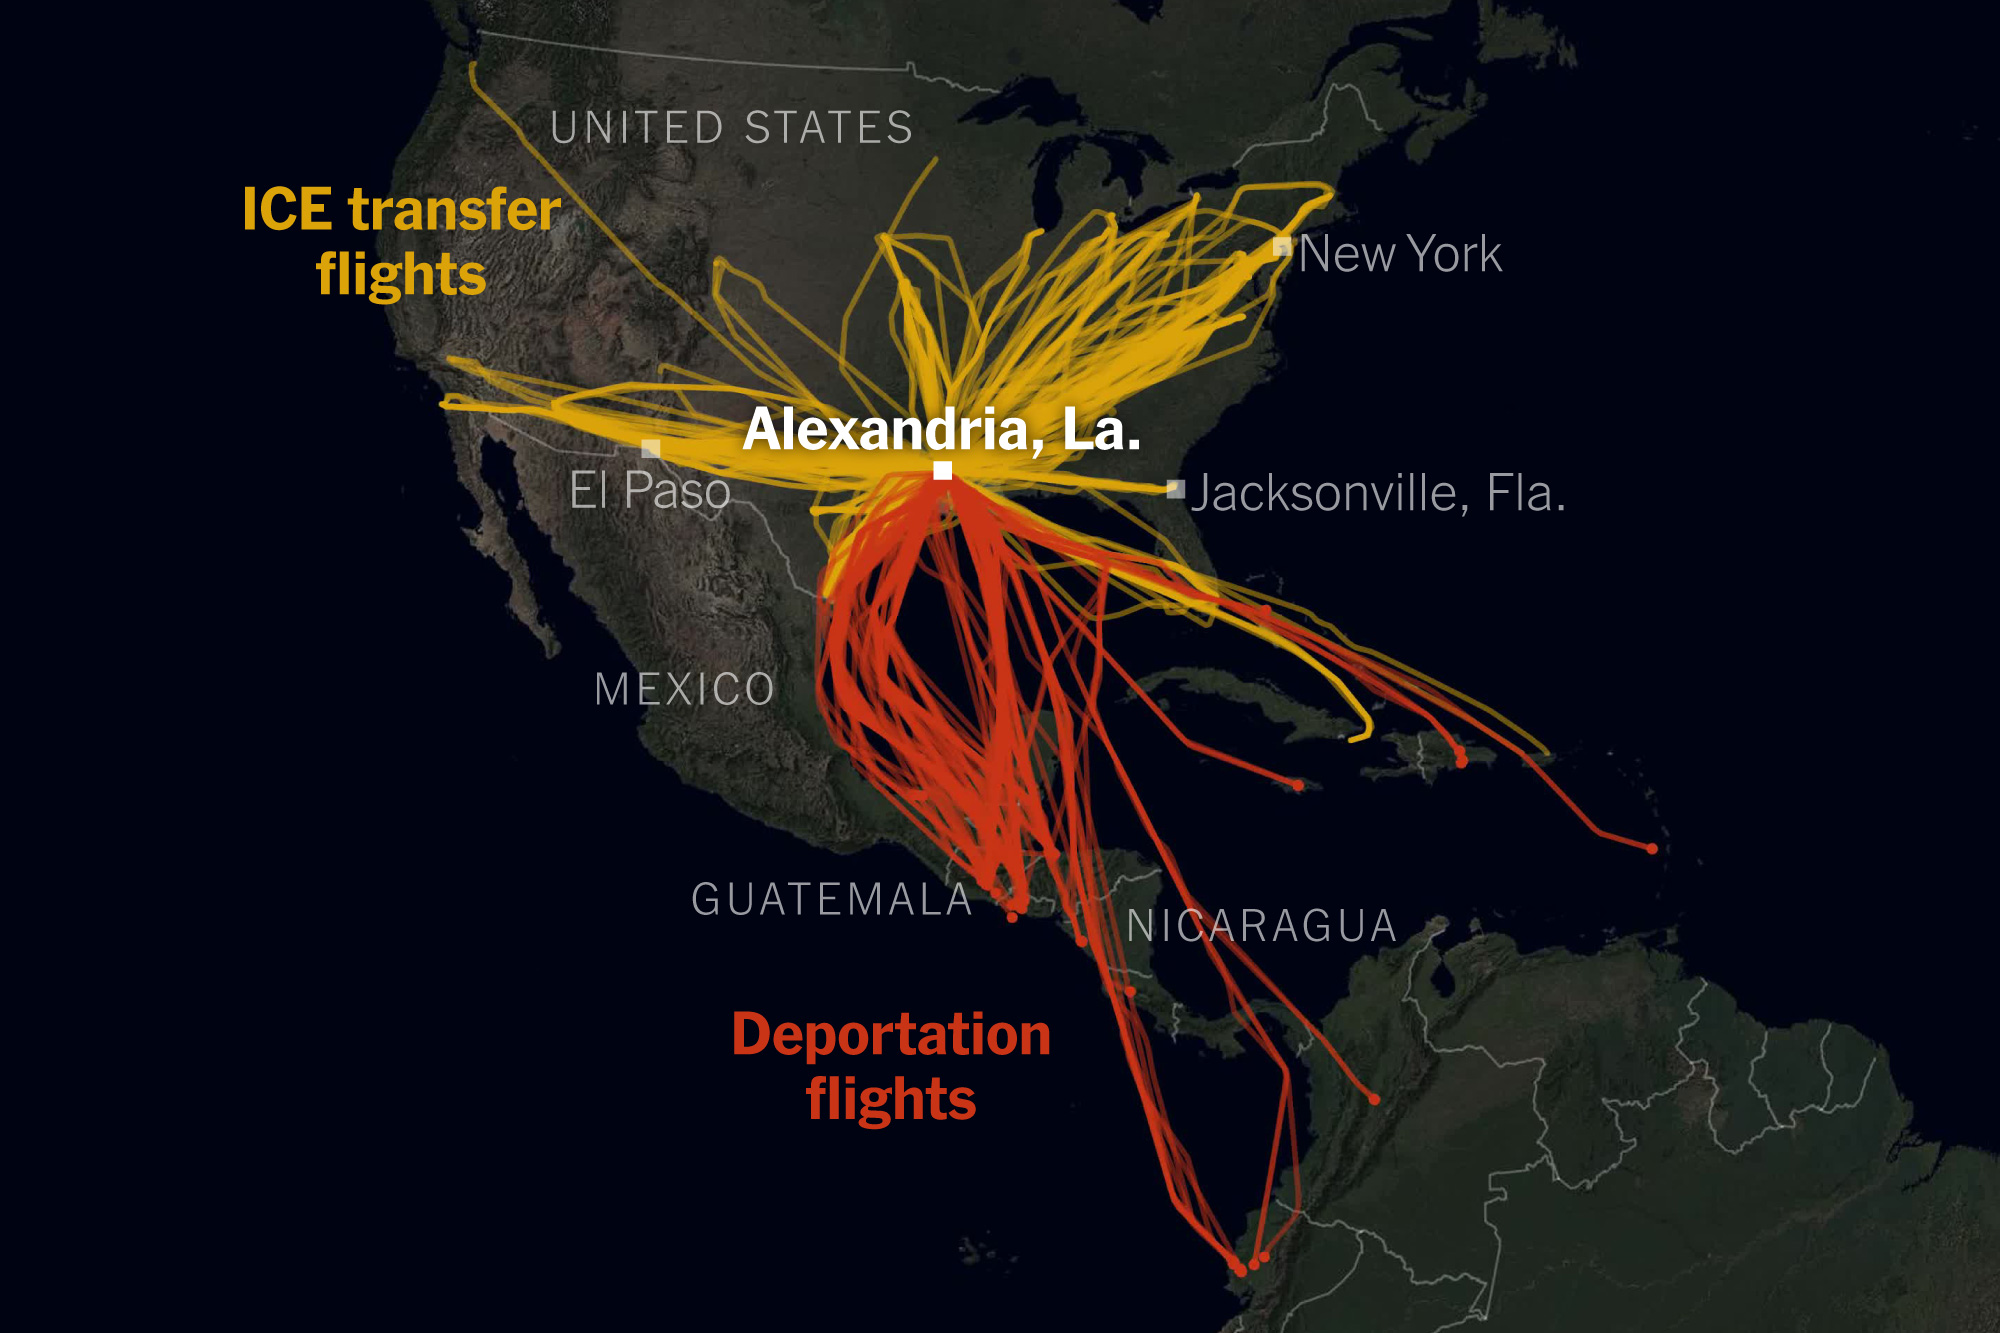 UNITED STATES
ICE transfer
flights
New York
Alexandria, La.
El Paso
Jacksonville, Fla.
MEXICO
GUATEMALA
NICARAGUA
Deportation
flights